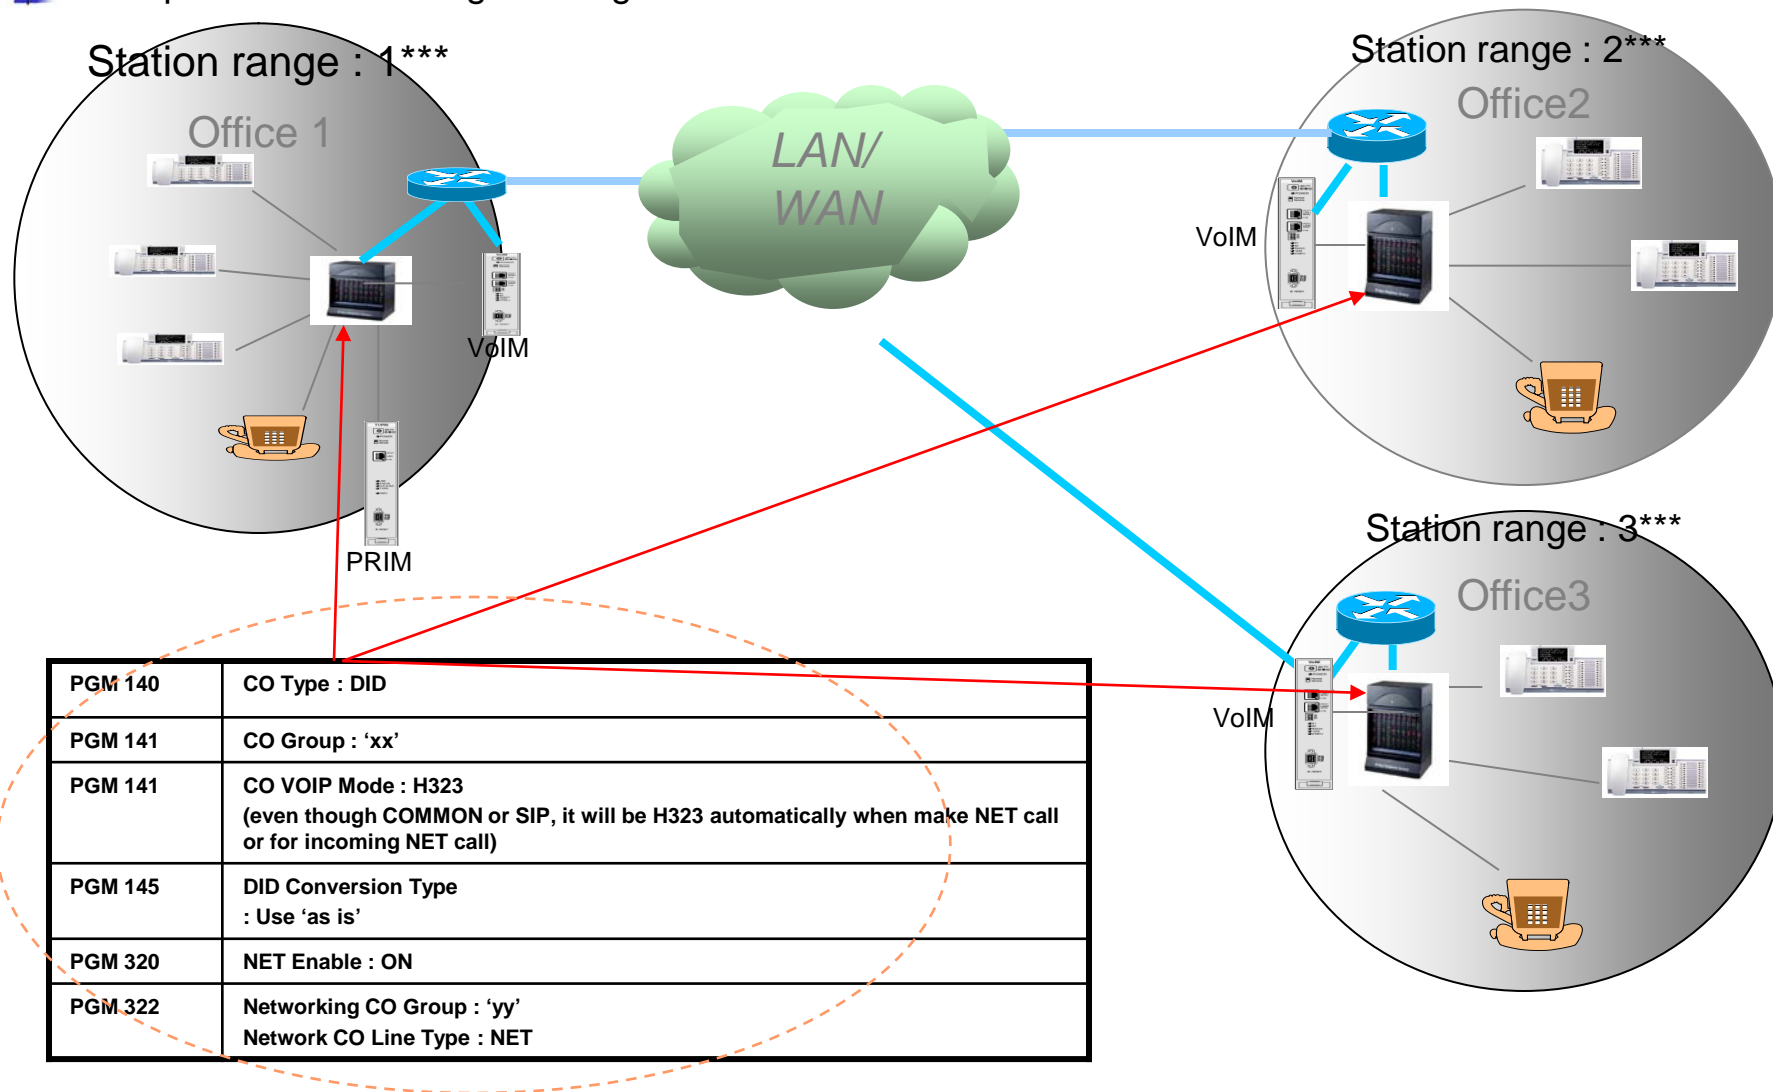 Station range : 1***
Office 1
VoIM
PRIM
LAN/
WAN
Station range : 2***
Office2
VoIM
Station range : 3***
Office3
VoIM
PGM 140 CO Type : DID
PGM 141 CO Group : ‘xx’
PGM 141 CO VOIP Mode : H323
(even though COMMON or SIP, it will be H323 automatically when make NET call
or for incoming NET call)
PGM 145 DID Conversion Type
: Use ‘as is’
PGM 320 NET Enable : ON
PGM 322 Networking CO Group : ‘yy’
Network CO Line Type : NET